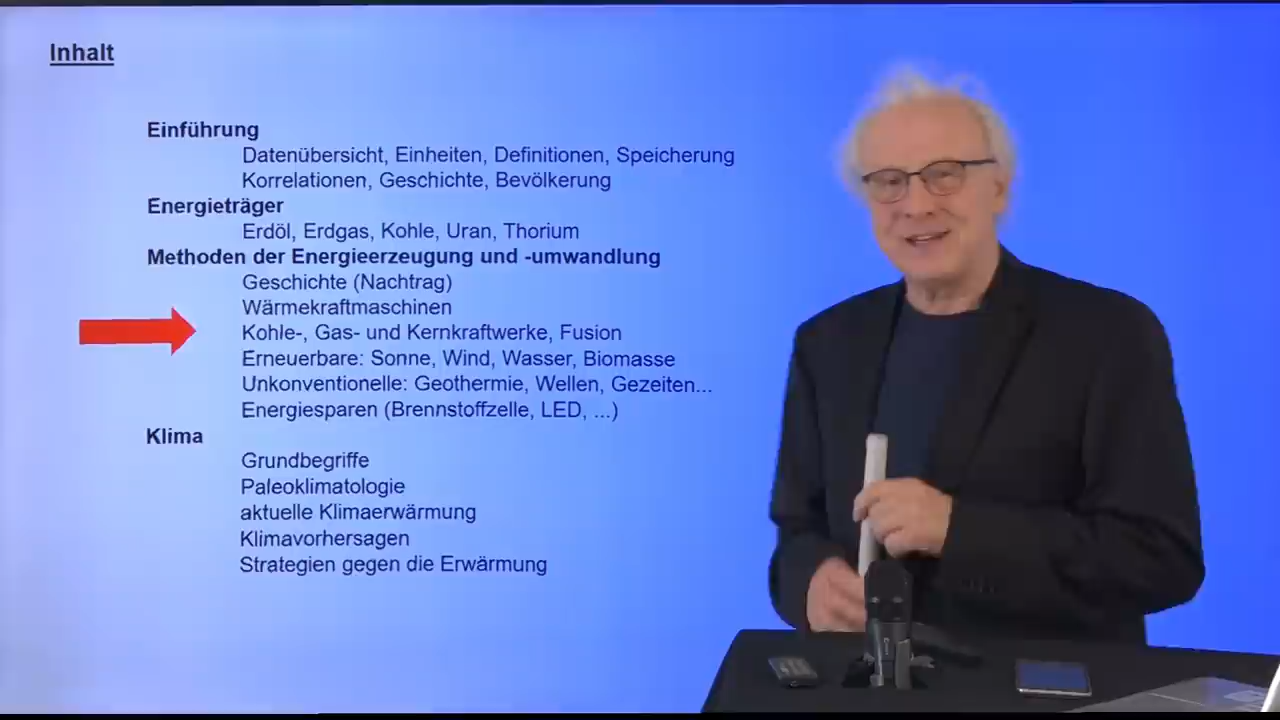 Inhalt
Einführung
Datenübersicht, Einheiten, Definitionen, Speicherung
Korrelationen, Geschichte, Bevölkerung
Energieträger
Erdöl, Erdgas, Kohle, Uran, Thorium
Methoden der Energieerzeugung und -umwandlung
Geschichte (Nachtrag)
Wärmekraftmaschinen
Kohle-, Gas- und Kernkraftwerke, Fusion
Erneuerbare: Sonne, Wind, Wasser, Biomasse
Unkonventionelle: Geothermie, Wellen, Gezeiten...
Energiesparen (Brennstoffzelle, LED, ...)
Klima
Grundbegriffe
Paleoklimatologie
aktuelle Klimaerwärmung
Klimavorhersagen
Strategien gegen die Erwärmung